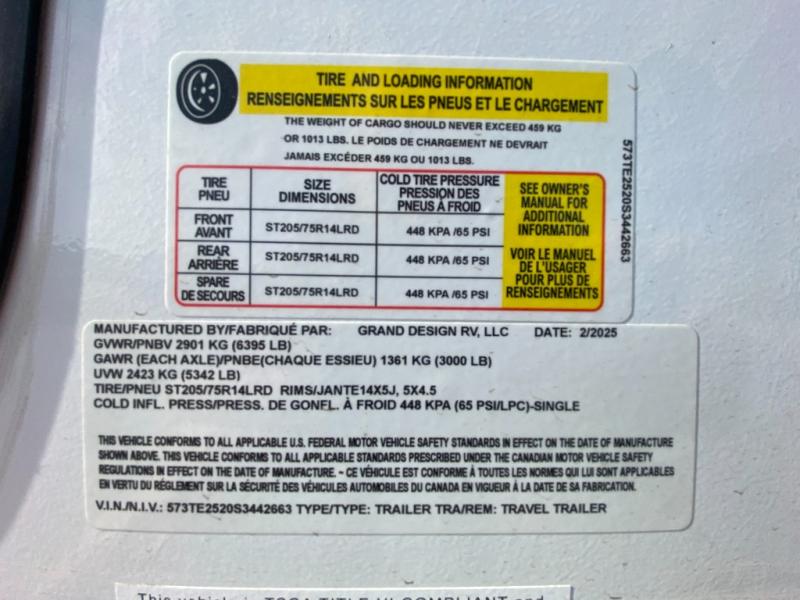 TIRE AND LOADING INFORMATION
RENSEIGNEMENTS SUR LES PNEUS ET LE CHARGEMENT
THE WEIGHT OF CARGO SHOULD NEVER EXCEED 459 KG
OR 1013 LBS. LE POIDS DE CHARGEMENT NE DEVRAIT
JAMAIS EXCÉDER 459 KG OU 1013 LBS.
TIRE
PNEU
SIZE
DIMENSIONS
COLD TIRE PRESSURE
PRESSION DES
PNEUS À FROID
FRONT
AVANT
ST205/75R14LRD
448 KPA /65 PSI
REAR
ARRIÈRE
ST205/75R14LRD
448 KPA /65 PSI
SPARE
DE SECOURS
ST205/75R14LRD
448 KPA /65 PSI
SEE OWNER'S
MANUAL FOR
ADDITIONAL
INFORMATION
VOIR LE MANUEL
DE L'USAGER
POUR PLUS DE
RENSEIGNEMENTS
573TE2520S3442663
MANUFACTURED BY/FABRIQUÉ PAR: GRAND DESIGN RV, LLC DATE: 2/2025
GVWR/PNBV 2901 KG (6395 LB)
GAWR (EACH AXLE)/PNBE(CHAQUE ESSIEU) 1361 KG (3000 LB)
UVW 2423 KG (5342 LB)
TIRE/PNEU ST205/75R14LRD RIMS/JANTE14X5J, 5X4.5
COLD INFL. PRESS/PRESS. DE GONFL. À FROID 448 KPA (65 PSI/LPC)-SINGLE
THIS VEHICLE CONFORMS TO ALL APPLICABLE U.S. FEDERAL MOTOR VEHICLE SAFETY STANDARDS IN EFFECT ON THE DATE OF MANUFACTURE
SHOWN ABOVE. THIS VEHICLE CONFORMS TO ALL APPLICABLE STANDARDS PRESCRIBED UNDER THE CANADIAN MOTOR VEHICLE SAFETY
REGULATIONS IN EFFECT ON THE DATE OF MANUFACTURE. - CE VÉHICULE EST CONFORME À TOUTES LES NORMES QUI LUI SONT APPLICABLES
EN VERTU DU RÈGLEMENT SUR LA SÉCURITÉ DES VÉHICULES AUTOMOBILES DU CANADA EN VIGUEUR À LA DATE DE SA FABRICATION.
V.I.N./N.I.V.: 573TE2520S3442663 TYPE/TYPE: TRAILER TRA/REM: TRAVEL TRAILER
This vehicle is TSCA TITLE VI COMPLIANT and